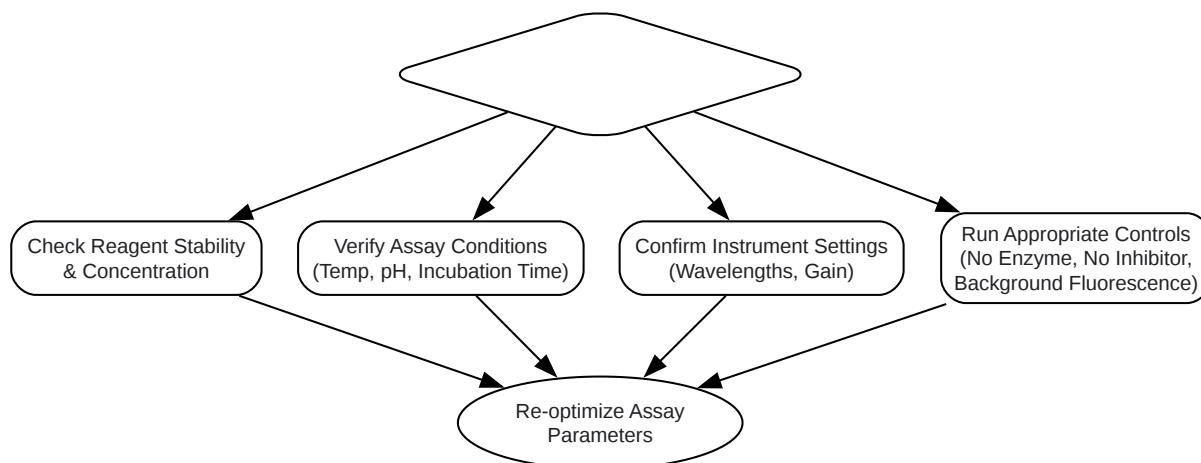 Check Reagent Stability
& Concentration
Verify Assay Conditions
(Temp, pH, Incubation Time)
Confirm Instrument Settings
(Wavelengths, Gain)
Run Appropriate Controls
(No Enzyme, No Inhibitor,
Background Fluorescence)
Re-optimize Assay
Parameters